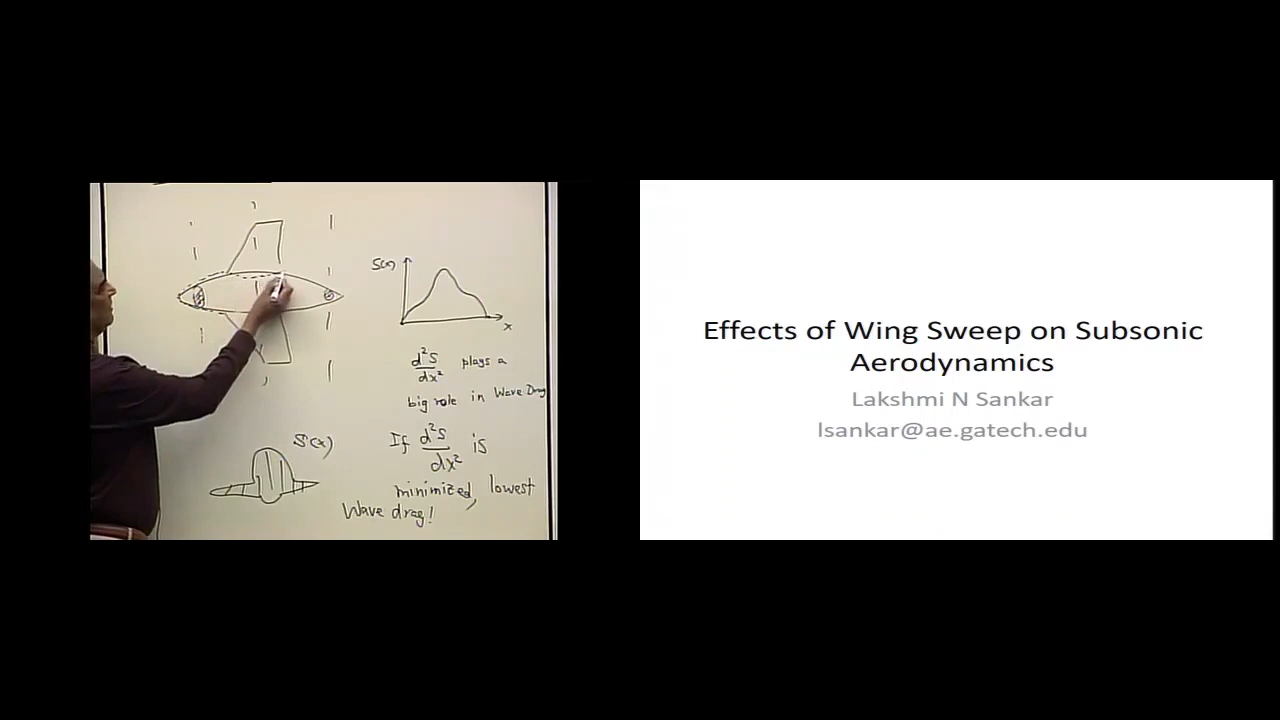 S(x)
x
d²S/dx² plays a
big role in Wave Drag
S(x)
If d²S/dx² is
minimized, lowest
Wave drag!
Effects of Wing Sweep on Subsonic
Aerodynamics
Lakshmi N Sankar
lsankar@ae.gatech.edu